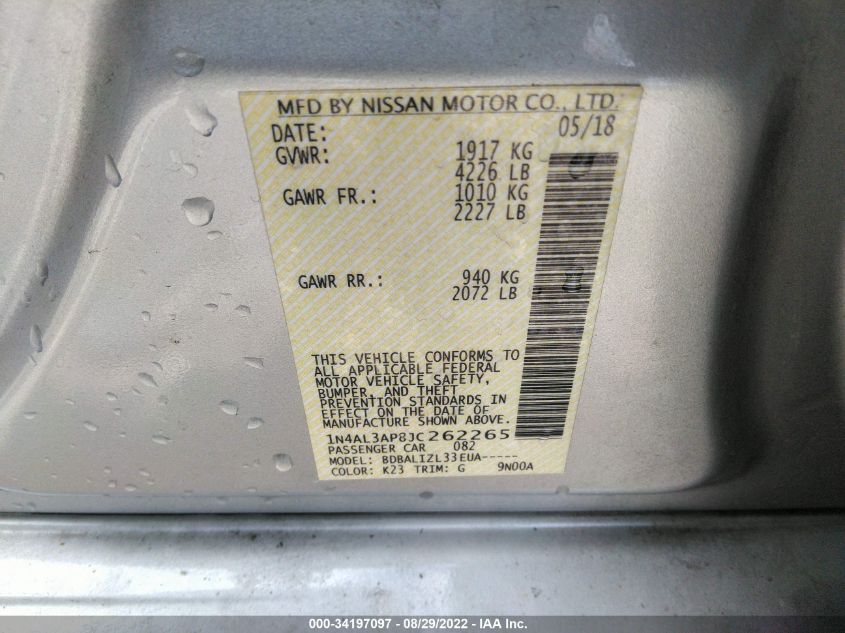 MFD BY NISSAN MOTOR CO., LTD.
DATE: 05/18
GVWR: 1917 KG
4226 LB
GAWR FR.: 1010 KG
2227 LB
GAWR RR.: 940 KG
2072 LB
THIS VEHICLE CONFORMS TO
ALL APPLICABLE FEDERAL
MOTOR VEHICLE SAFETY,
BUMPER, AND THEFT
PREVENTION STANDARDS IN
EFFECT ON THE DATE OF
MANUFACTURE SHOWN ABOVE.
1N4AL3AP8JC262265
PASSENGER CAR 082
MODEL: BDBALIZL33EUA-----
COLOR: K23 TRIM: G 9N00A
000-34197097 - 08/29/2022 - IAA Inc.